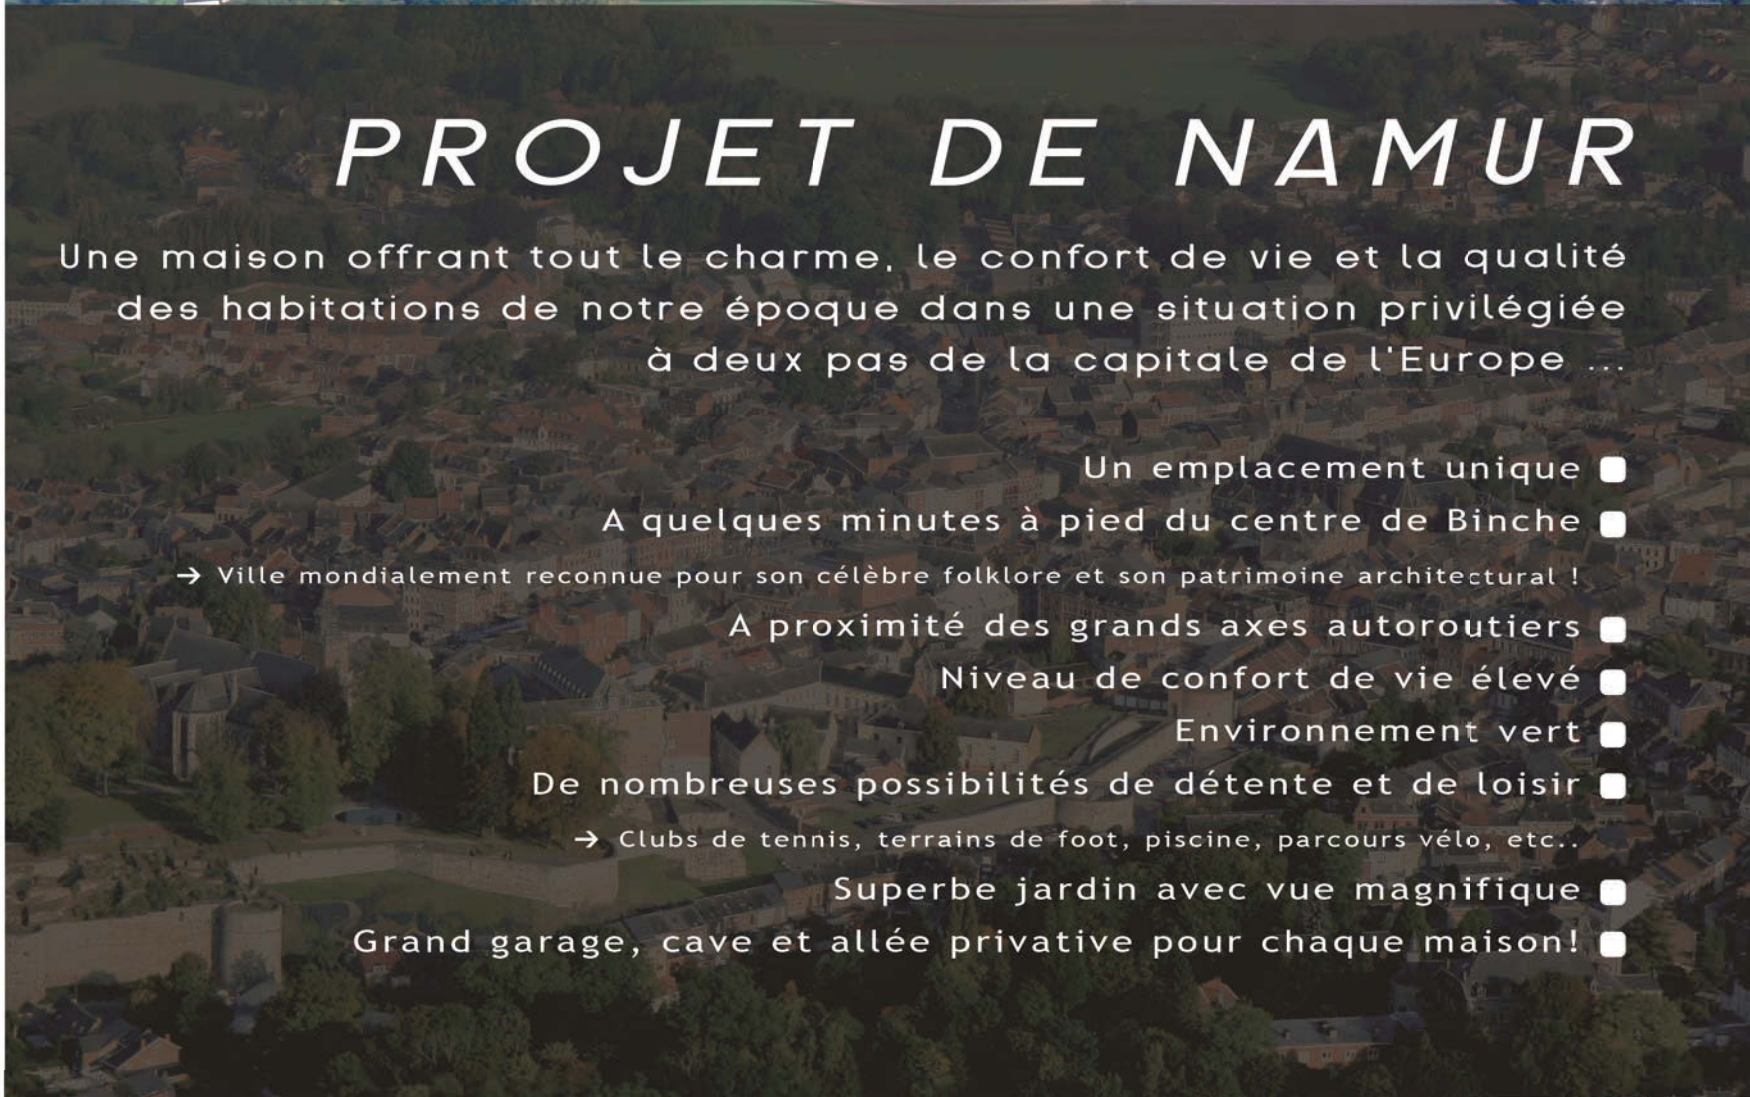 PROJET DE NAMUR
Une maison offrant tout le charme, le confort de vie et la qualité
des habitations de notre époque dans une situation privilégiée
à deux pas de la capitale de l'Europe ...
Un emplacement unique
A quelques minutes à pied du centre de Binche
→ Ville mondialement reconnue pour son célèbre folklore et son patrimoine architectural !
A proximité des grands axes autoroutiers
Niveau de confort de vie élevé
Environnement vert
De nombreuses possibilités de détente et de loisir
→ Clubs de tennis, terrains de foot, piscine, parcours vélo, etc..
Superbe jardin avec vue magnifique
Grand garage, cave et allée privative pour chaque maison!